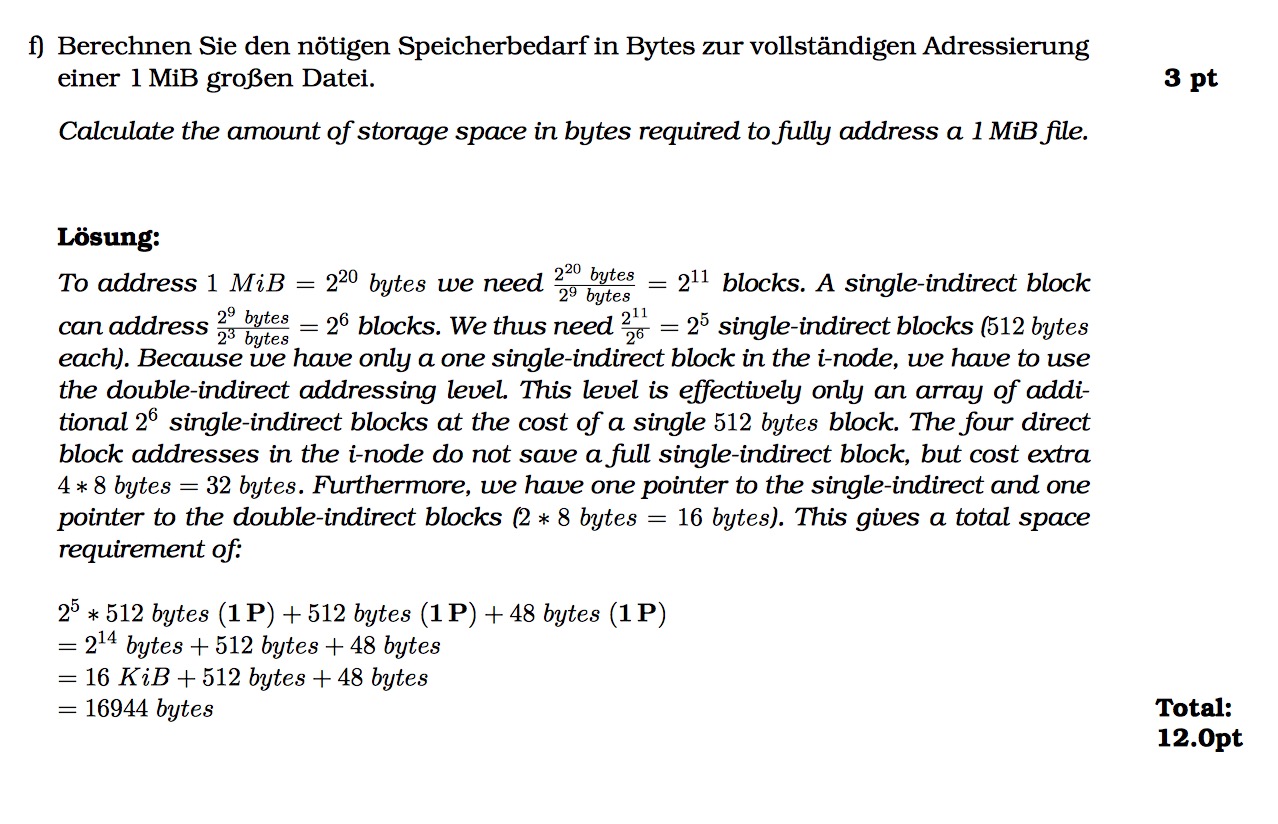 f) Berechnen Sie den nötigen Speicherbedarf in Bytes zur vollständigen Adressierung
einer 1 MiB großen Datei.
3 pt
Calculate the amount of storage space in bytes required to fully address a 1 MiB file.
Lösung:
To address 1 MiB = 2^20 bytes we need 2^20 bytes / 2^9 bytes = 2^11 blocks. A single-indirect block
can address 2^9 bytes / 2^3 bytes = 2^6 blocks. We thus need 2^11 / 2^6 = 2^5 single-indirect blocks (512 bytes
each). Because we have only a one single-indirect block in the i-node, we have to use
the double-indirect addressing level. This level is effectively only an array of addi-
tional 2^6 single-indirect blocks at the cost of a single 512 bytes block. The four direct
block addresses in the i-node do not save a full single-indirect block, but cost extra
4 * 8 bytes = 32 bytes. Furthermore, we have one pointer to the single-indirect and one
pointer to the double-indirect blocks (2 * 8 bytes = 16 bytes). This gives a total space
requirement of:
2^5 * 512 bytes (1 P) + 512 bytes (1 P) + 48 bytes (1 P)
= 2^14 bytes + 512 bytes + 48 bytes
= 16 KiB + 512 bytes + 48 bytes
= 16944 bytes
Total:
12.0pt